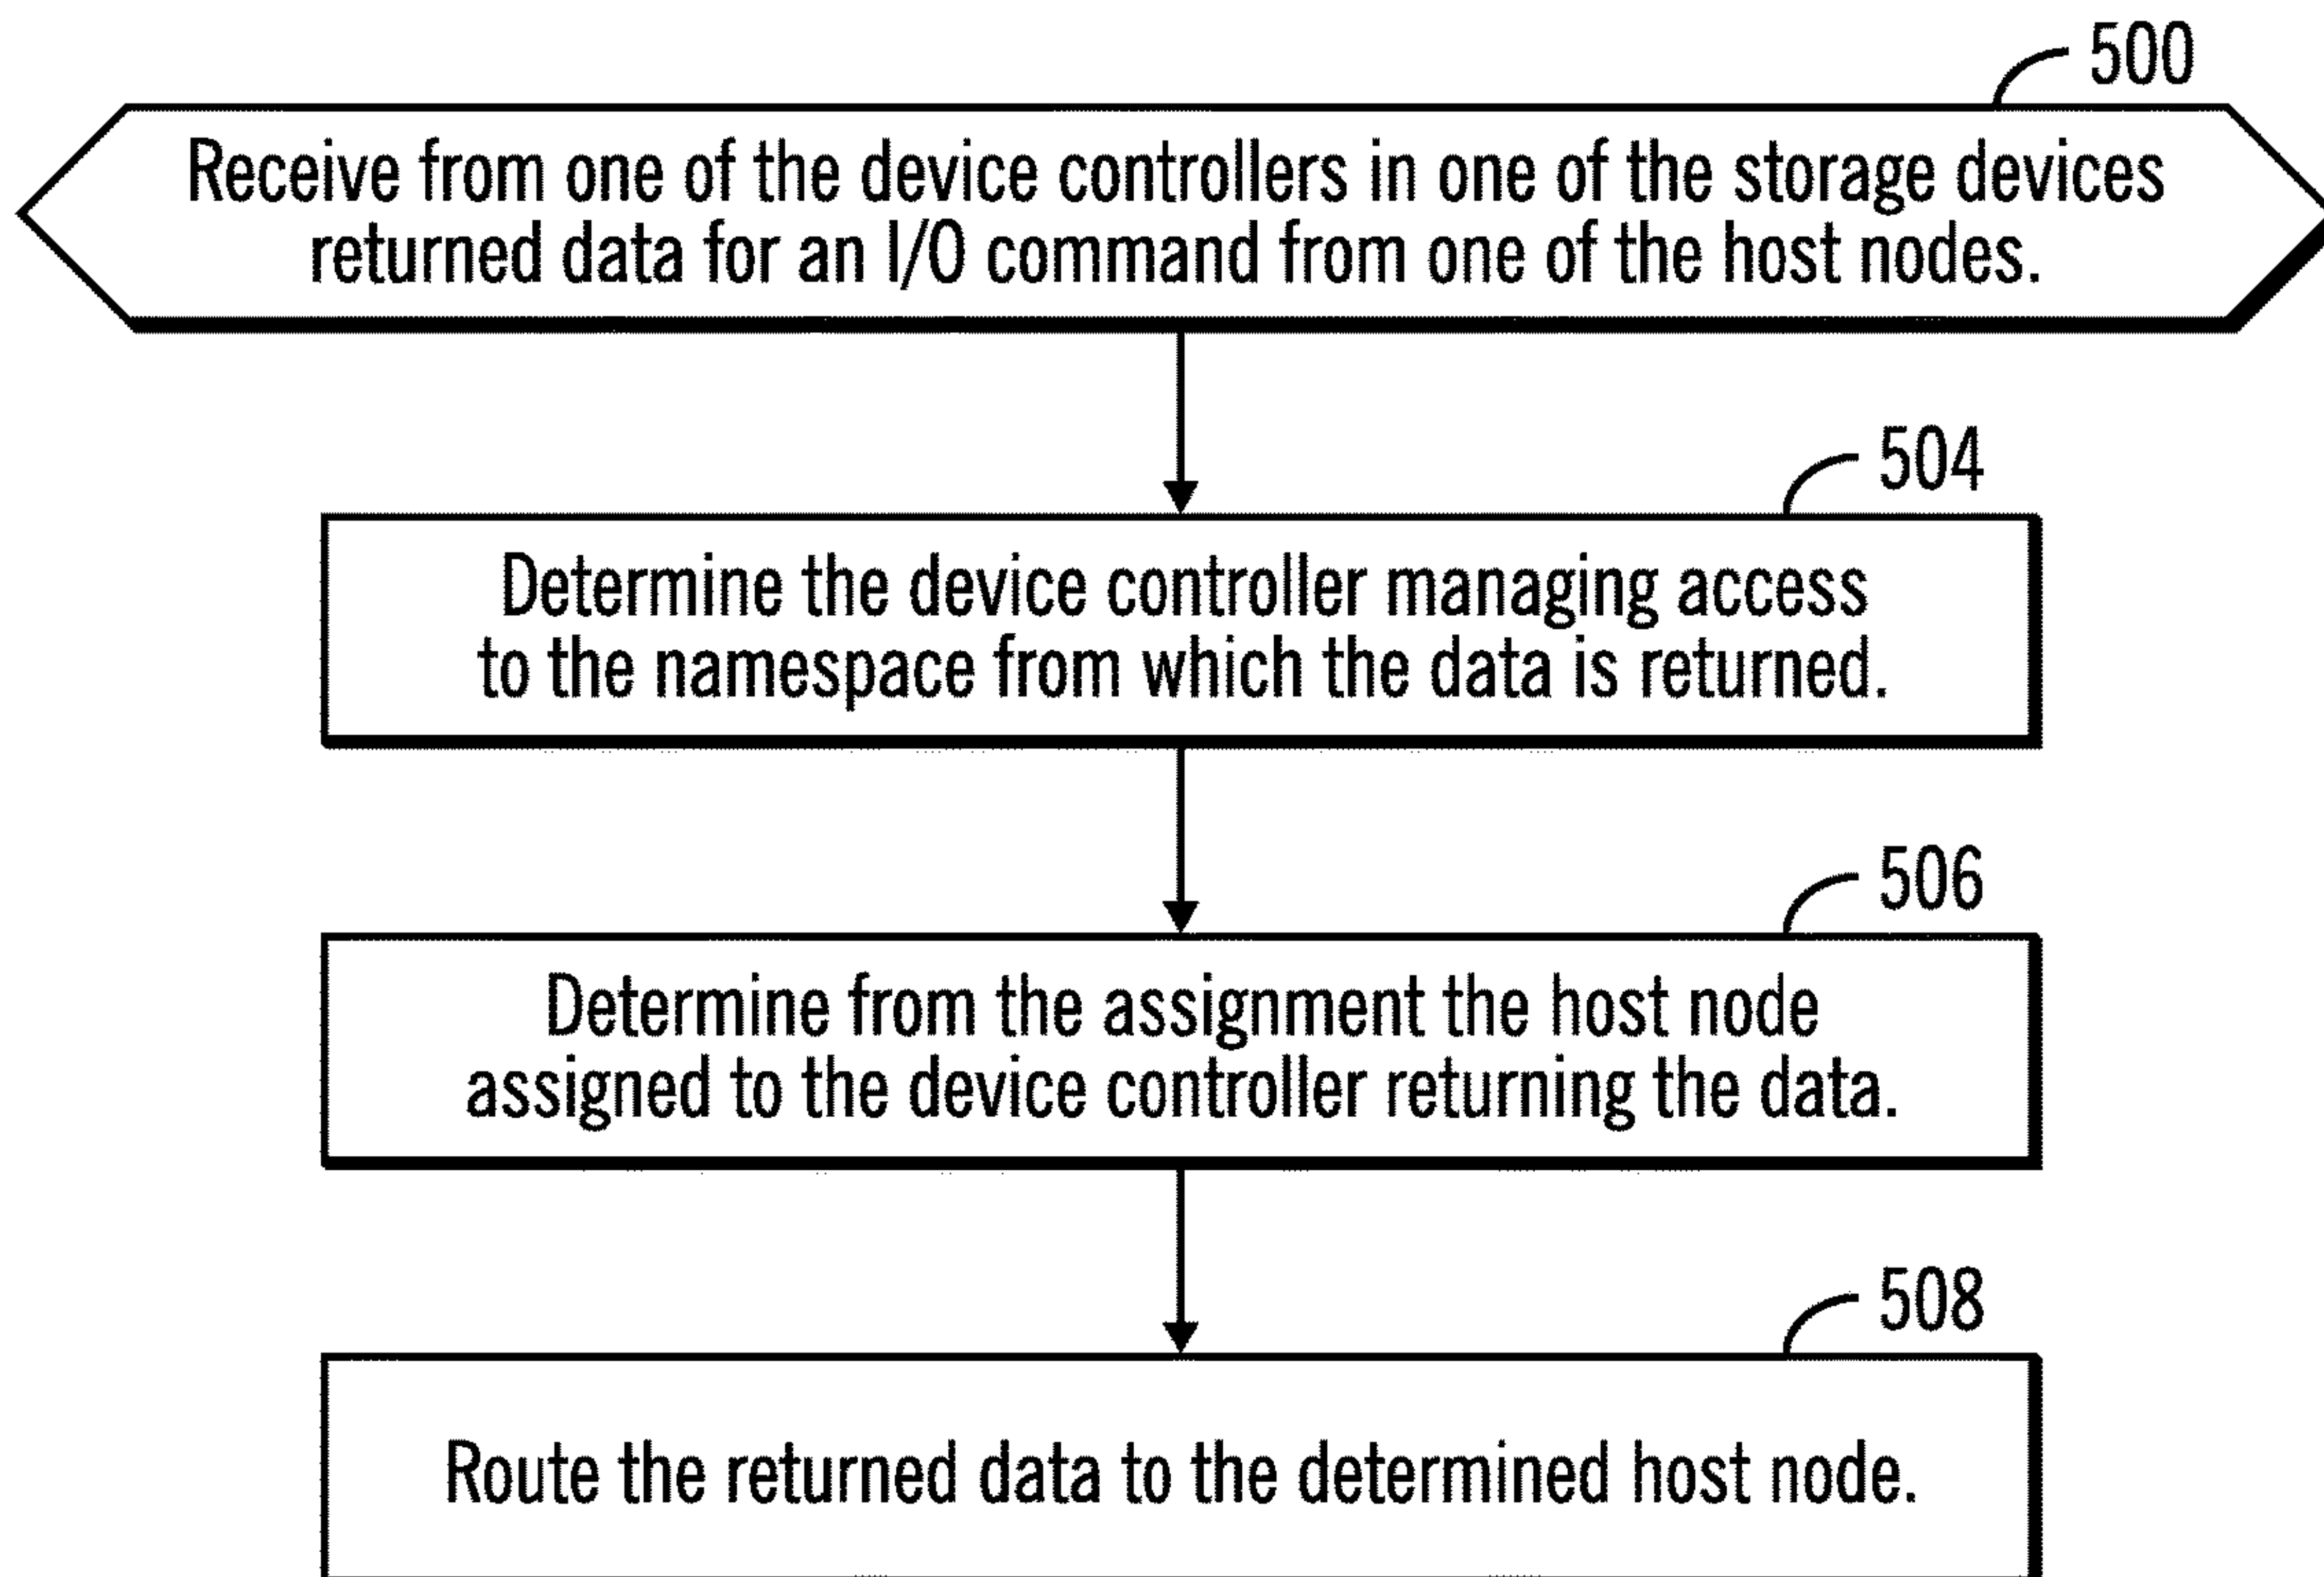 500
Receive from one of the device controllers in one of the storage devices
returned data for an I/O command from one of the host nodes.
504
Determine the device controller managing access
to the namespace from which the data is returned.
506
Determine from the assignment the host node
assigned to the device controller returning the data.
508
Route the returned data to the determined host node.